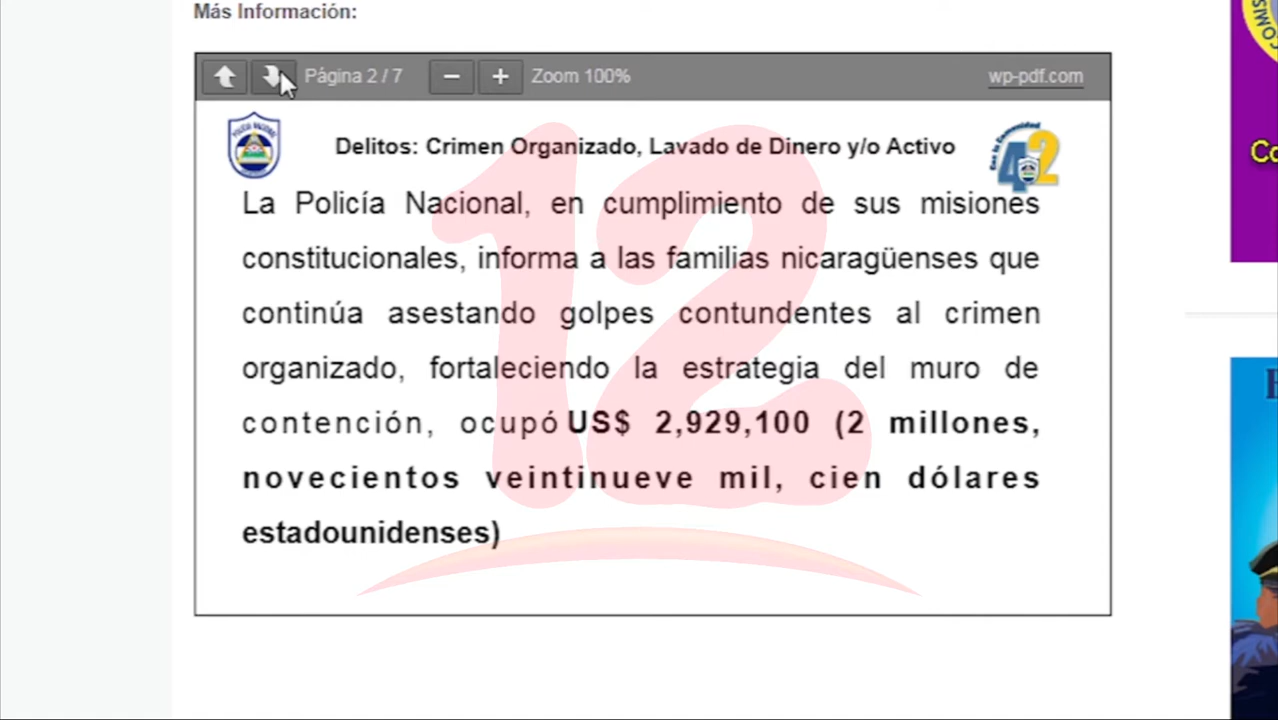 Más Información:
Página 2 / 7 − + Zoom 100% wp-pdf.com
Delitos: Crimen Organizado, Lavado de Dinero y/o Activo
La Policía Nacional, en cumplimiento de sus misiones
constitucionales, informa a las familias nicaragüenses que
continúa asestando golpes contundentes al crimen
organizado, fortaleciendo la estrategia del muro de
contención, ocupó US$ 2,929,100 (2 millones,
novecientos veintinueve mil, cien dólares
estadounidenses)
12
42